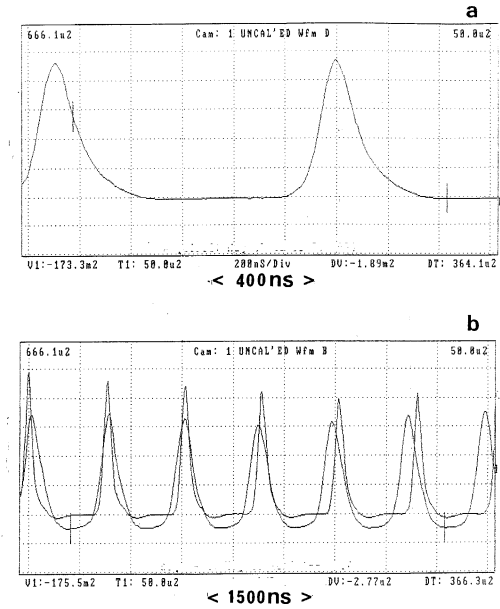 a
666.1u2 Cam: 1 UNCAL'ED Wfm D 50.0u2
V1:-173.3m2 T1: 50.0u2 200nS/Div DV:-1.89m2 DT: 364.1u2
< 400ns >
b
666.1u2 Cam: 1 UNCAL'ED Wfm B 50.0u2
V1:-175.5m2 T1: 50.0u2 DV:-2.77u2 DT: 366.3u2
< 1500ns >